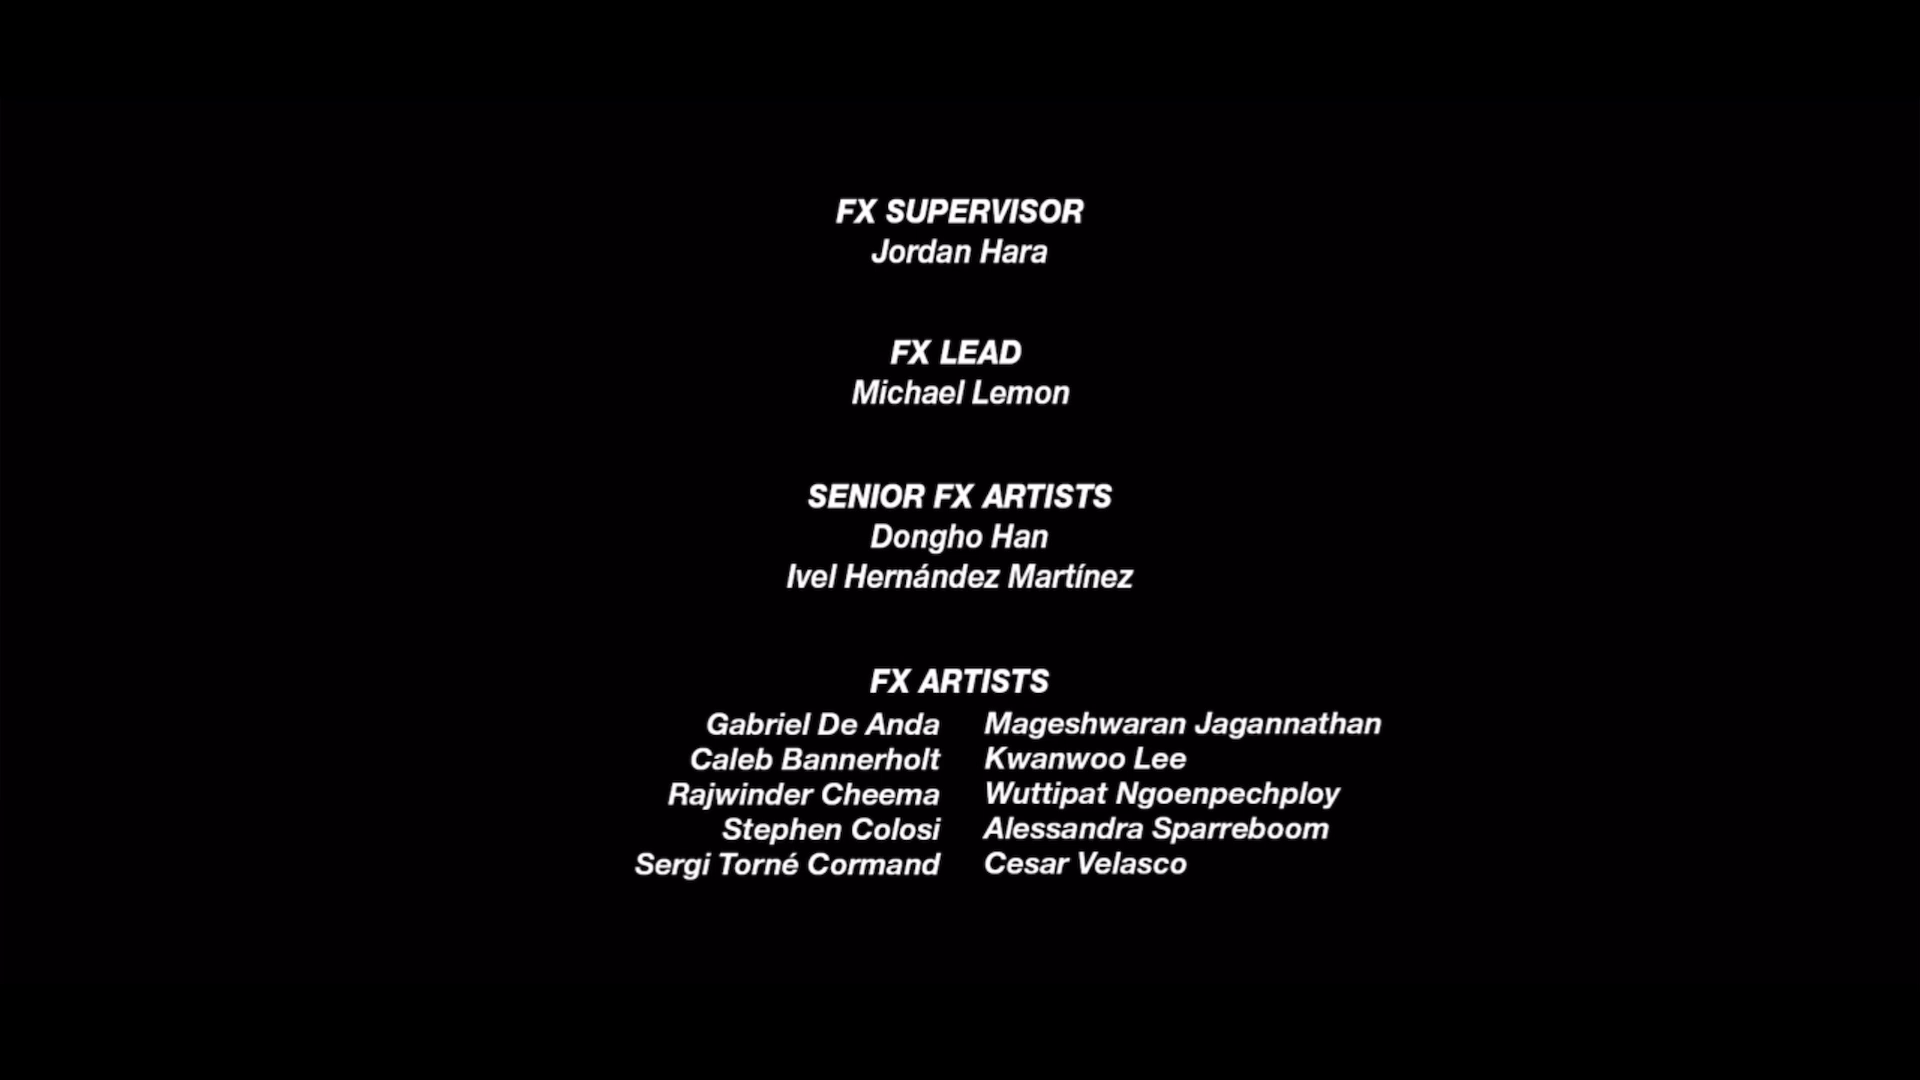 FX SUPERVISOR
Jordan Hara
FX LEAD
Michael Lemon
SENIOR FX ARTISTS
Dongho Han
Ivel Hernández Martínez
FX ARTISTS
Gabriel De Anda Mageshwaran Jagannathan
Caleb Bannerholt Kwanwoo Lee
Rajwinder Cheema Wuttipat Ngoenpechploy
Stephen Colosi Alessandra Sparreboom
Sergi Torné Cormand Cesar Velasco